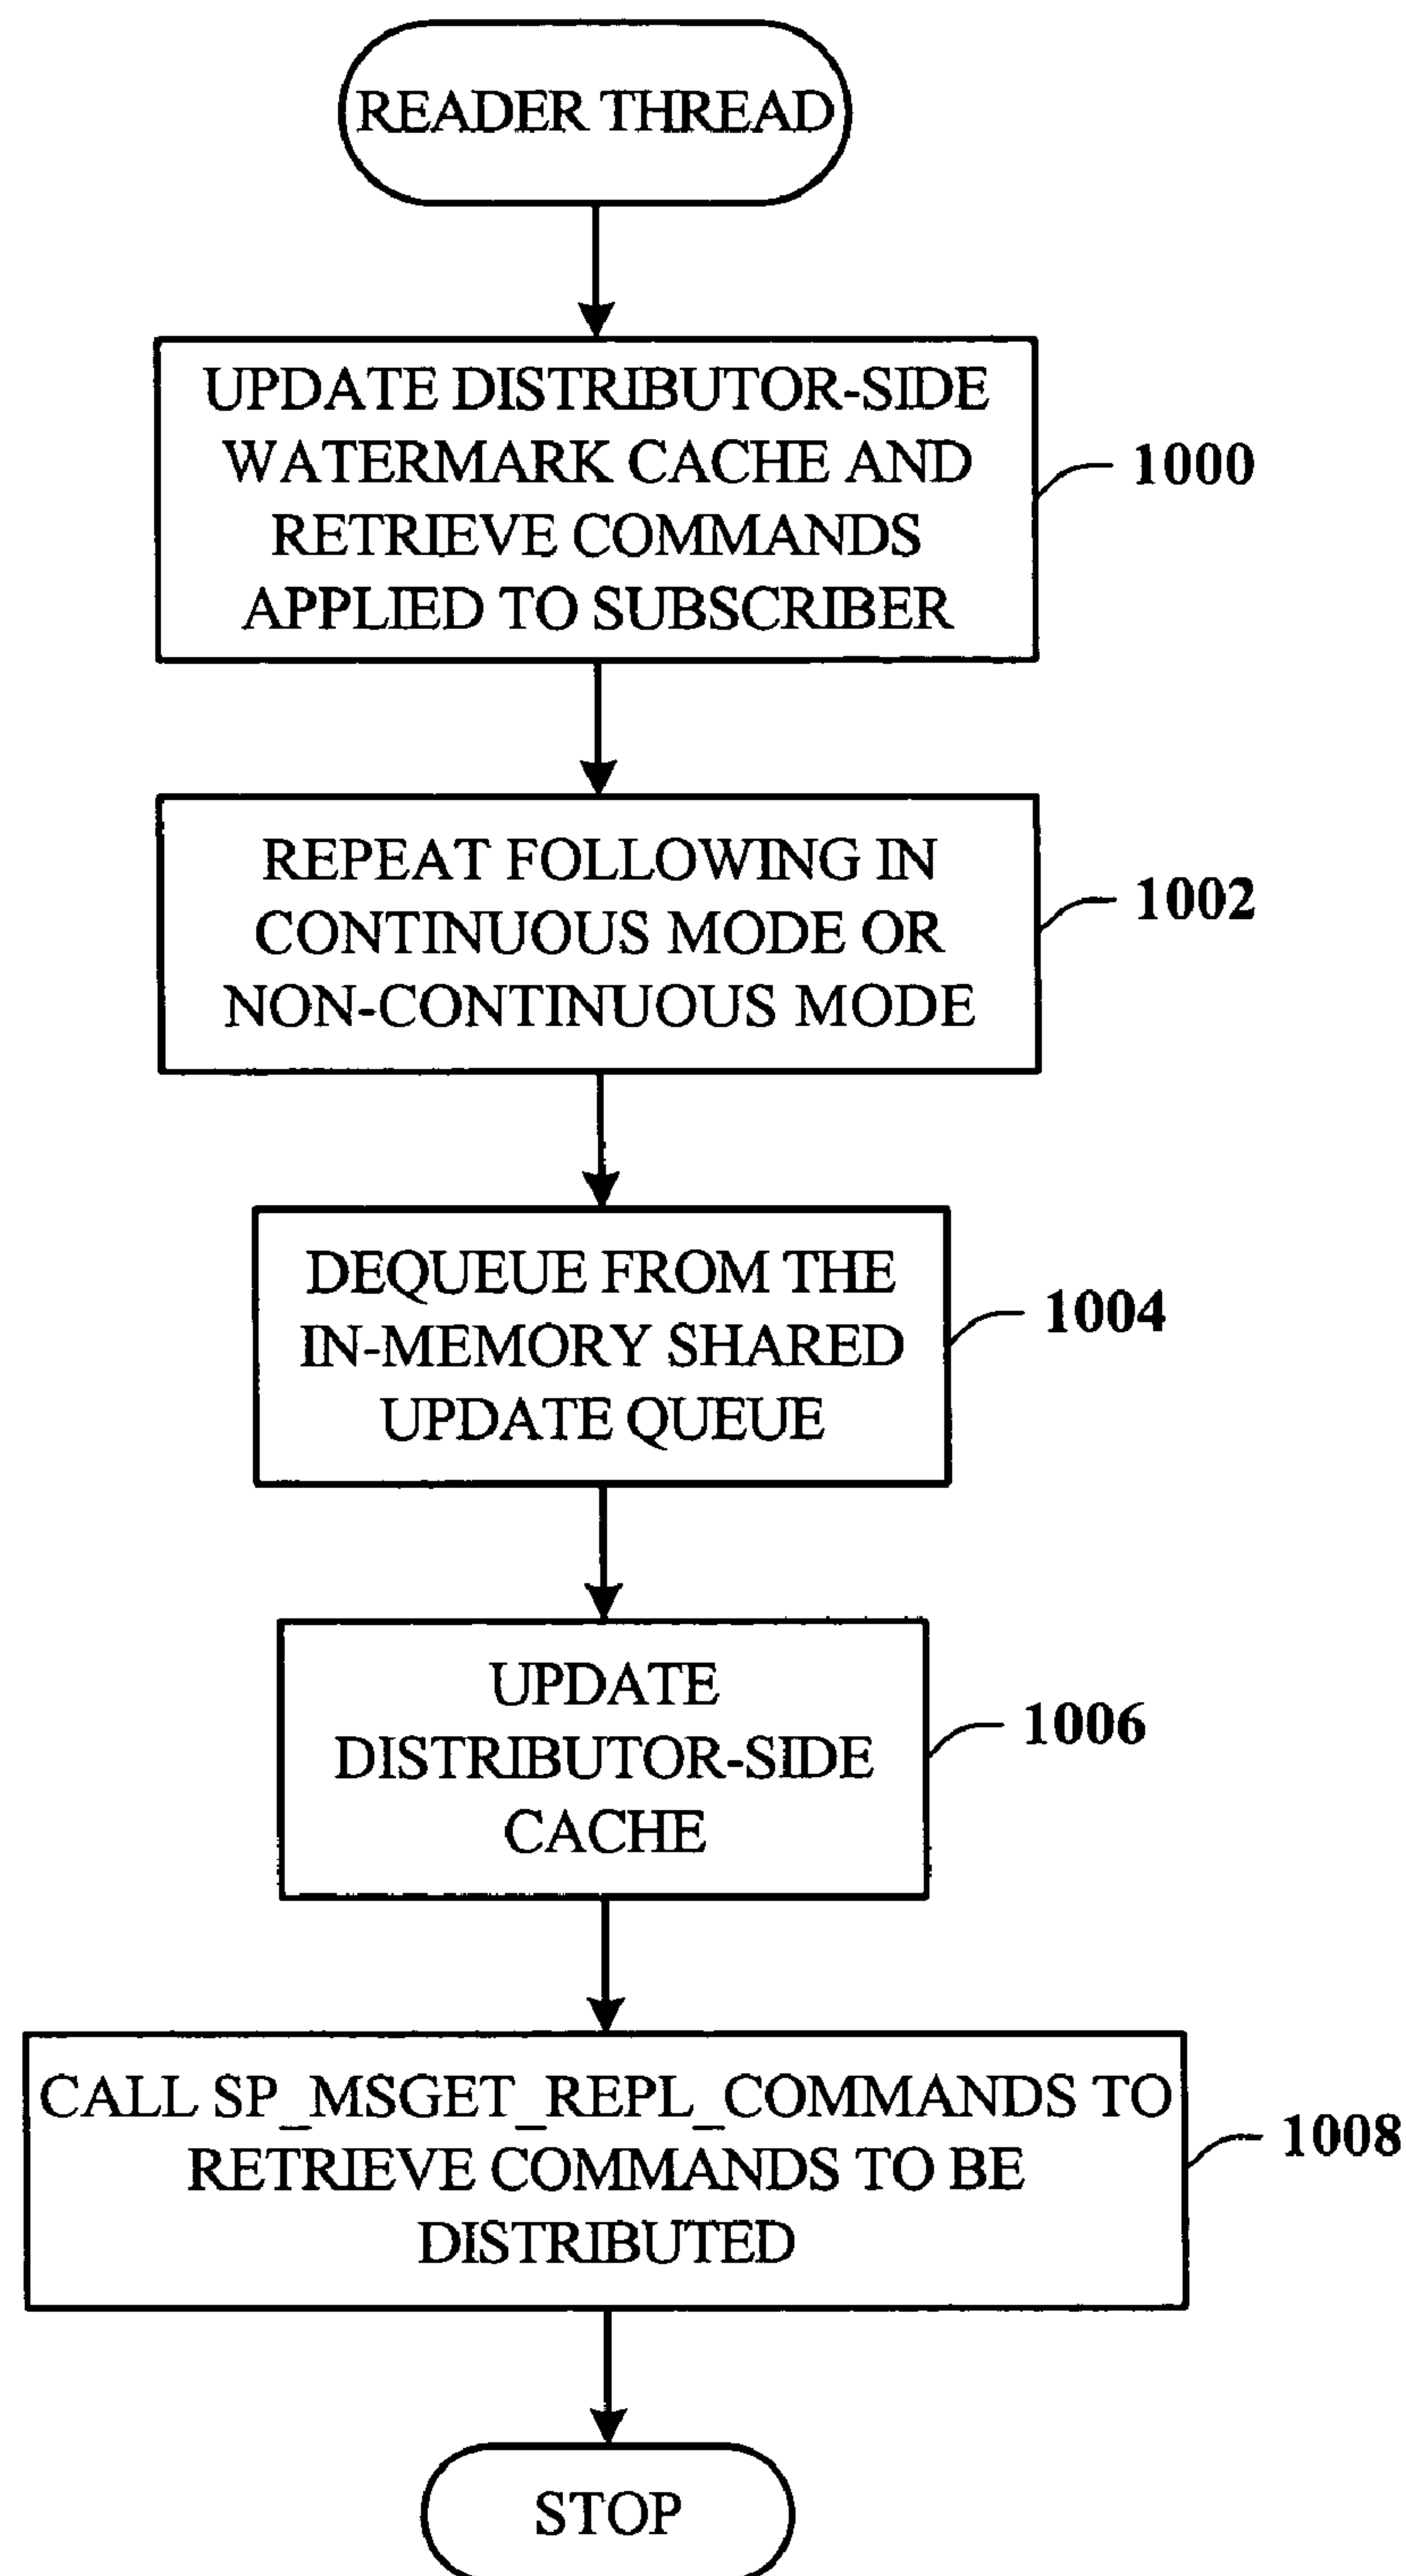 READER THREAD
UPDATE DISTRIBUTOR-SIDE
WATERMARK CACHE AND
RETRIEVE COMMANDS
APPLIED TO SUBSCRIBER
1000
REPEAT FOLLOWING IN
CONTINUOUS MODE OR
NON-CONTINUOUS MODE
1002
DEQUEUE FROM THE
IN-MEMORY SHARED
UPDATE QUEUE
1004
UPDATE
DISTRIBUTOR-SIDE
CACHE
1006
CALL SP_MSGET_REPL_COMMANDS TO
RETRIEVE COMMANDS TO BE
DISTRIBUTED
1008
STOP